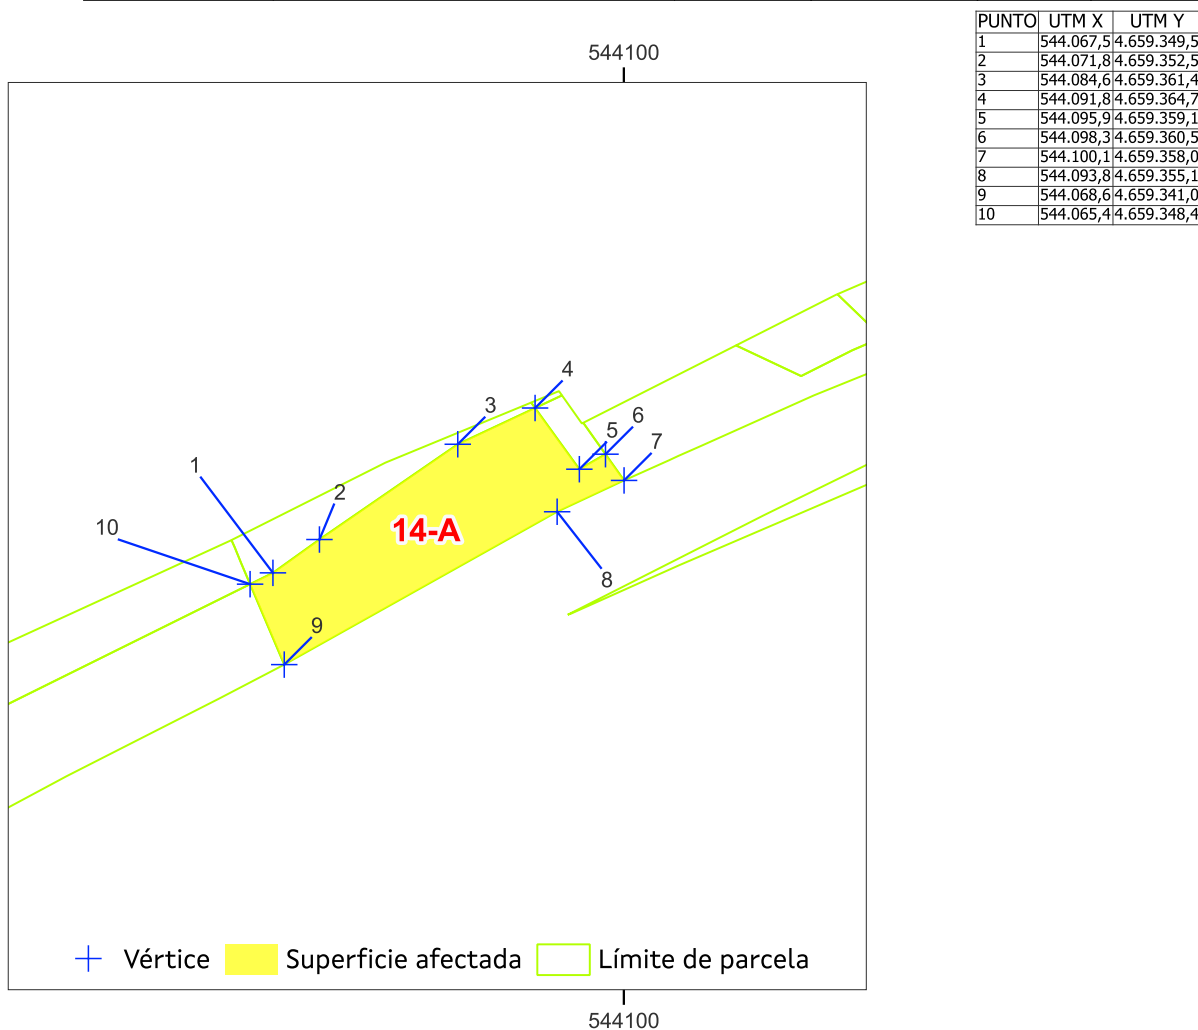 PUNTO UTM X UTM Y
1 544.067,5 4.659.349,5
2 544.071,8 4.659.352,5
3 544.084,6 4.659.361,4
4 544.091,8 4.659.364,7
5 544.095,9 4.659.359,1
6 544.098,3 4.659.360,5
7 544.100,1 4.659.358,0
8 544.093,8 4.659.355,1
9 544.068,6 4.659.341,0
10 544.065,4 4.659.348,4
544100
4
3
6
5
7
1
2
10
14-A
8
9
Vértice Superficie afectada Límite de parcela
544100